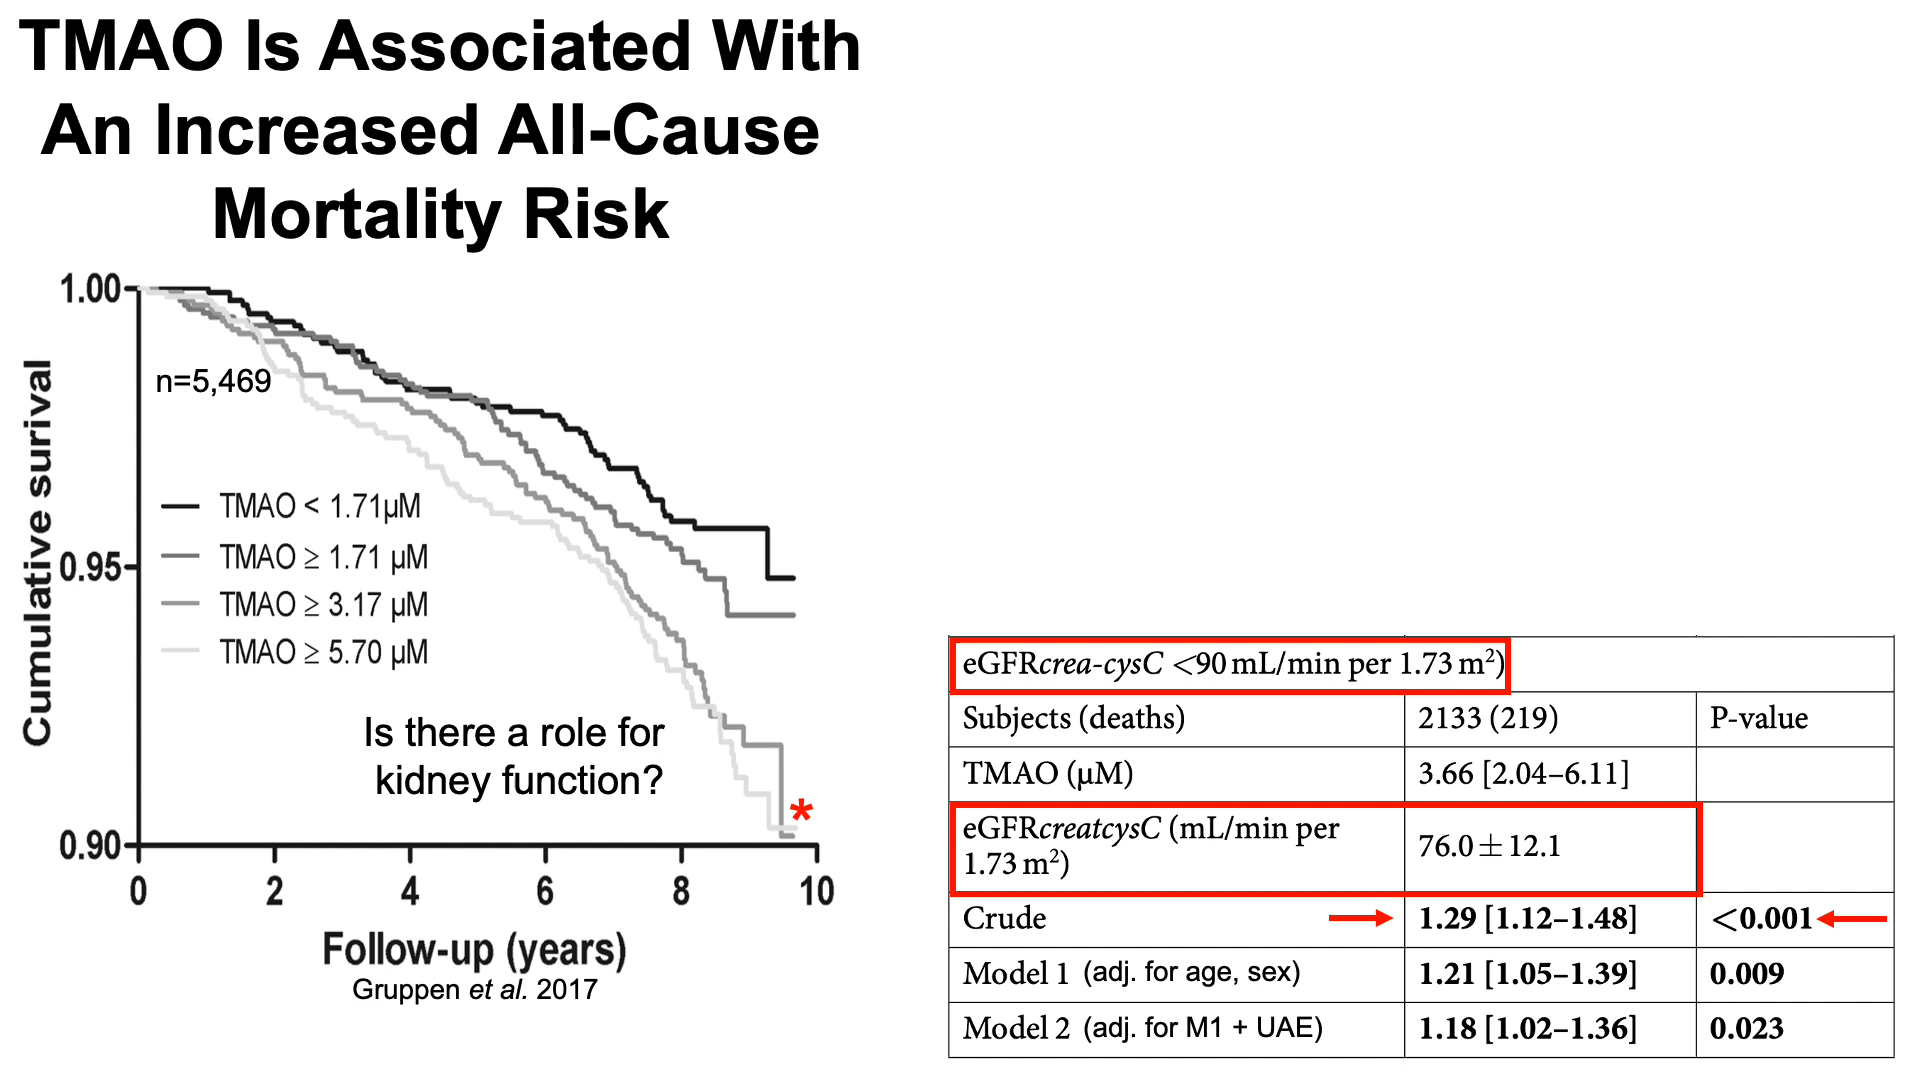 TMAO Is Associated With
An Increased All-Cause
Mortality Risk
Cumulative surival
1.00
0.95
0.90
n=5,469
TMAO < 1.71µM
TMAO ≥ 1.71 µM
TMAO ≥ 3.17 µM
TMAO ≥ 5.70 µM
Is there a role for
kidney function?
*
0 2 4 6 8 10
Follow-up (years)
Gruppen et al. 2017
eGFRcrea-cysC <90 mL/min per 1.73 m²)
Subjects (deaths) 2133 (219) P-value
TMAO (µM) 3.66 [2.04–6.11]
eGFRcreatcysC (mL/min per
1.73 m²) 76.0 ± 12.1
Crude 1.29 [1.12–1.48] <0.001
Model 1 (adj. for age, sex) 1.21 [1.05–1.39] 0.009
Model 2 (adj. for M1 + UAE) 1.18 [1.02–1.36] 0.023